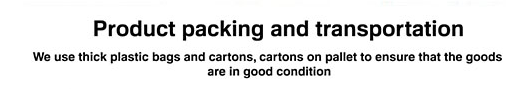 Product packing and transportation
We use thick plastic bags and cartons, cartons on pallet to ensure that the goods
are in good condition